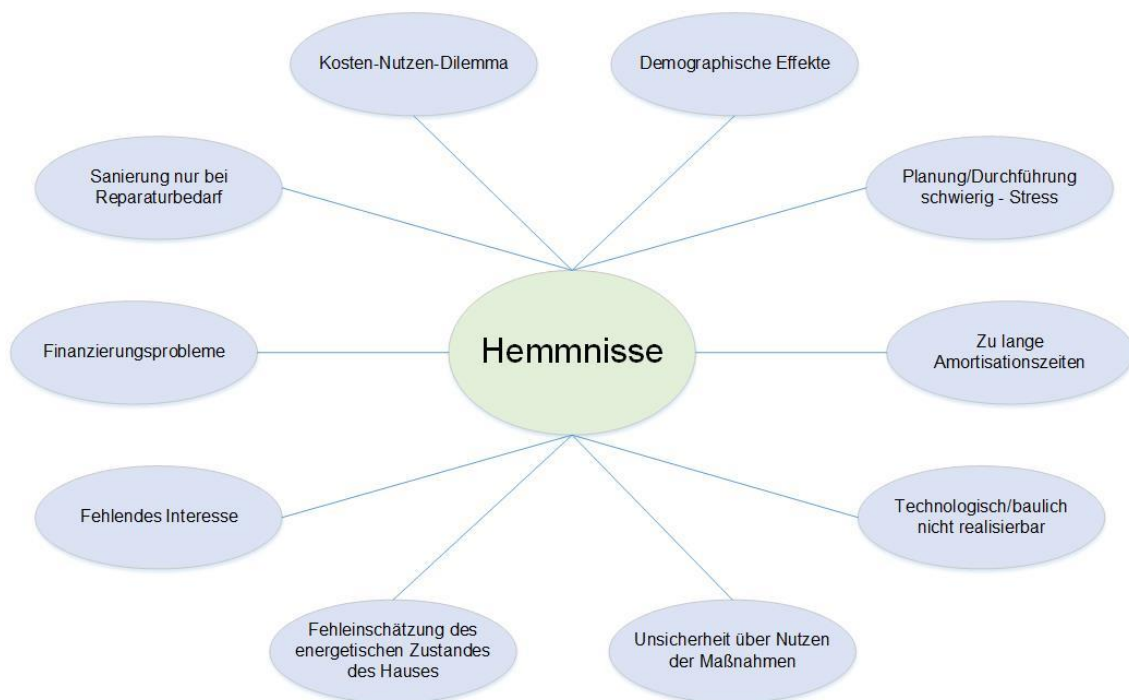 Kosten-Nutzen-Dilemma
Demographische Effekte
Sanierung nur bei
Reparaturbedarf
Planung/Durchführung
schwierig - Stress
Finanzierungsprobleme
Hemmnisse
Zu lange
Amortisationszeiten
Fehlendes Interesse
Technologisch/baulich
nicht realisierbar
Fehleinschätzung des
energetischen Zustandes
des Hauses
Unsicherheit über Nutzen
der Maßnahmen